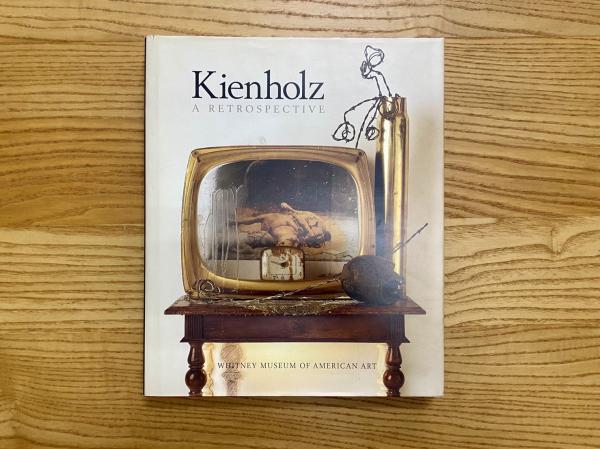 Kienholz
A RETROSPECTIVE
WHITNEY MUSEUM OF AMERICAN ART